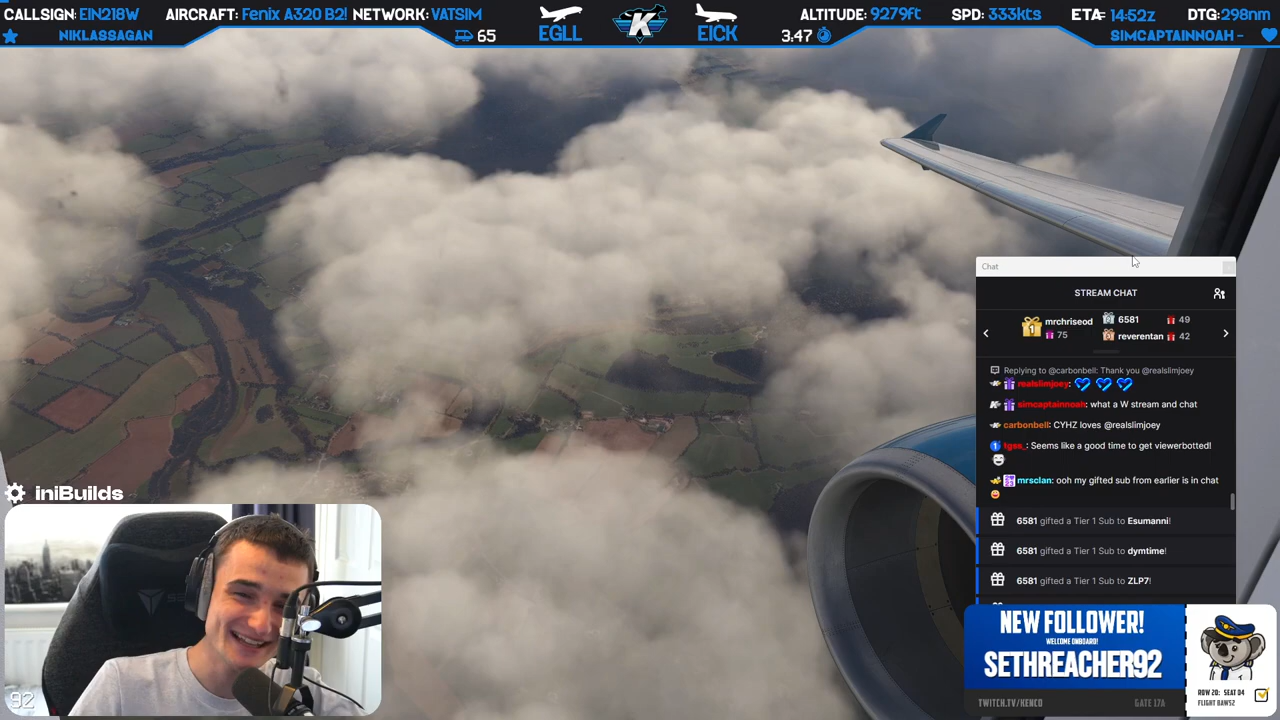 CALLSIGN: EIN218W AIRCRAFT: Fenix A320 B2! NETWORK: VATSIM
ALTITUDE: 9279ft SPD: 333kts ETA: 14:52z DTG: 298nm
NIKLASSAGAN
65
EGLL
K
EICK
3:47
SIMCAPTAINNOAH -
Chat
STREAM CHAT
1 mrchriseod 75
6581 49
reverentan 42
Replying to @carbonbell: Thank you @realslimjoey
realslimjoey:
simcaptainnoah: what a W stream and chat
carbonbell: CYHZ loves @realslimjoey
tgss_: Seems like a good time to get viewerbotted!
mrsclan: ooh my gifted sub from earlier is in chat
6581 gifted a Tier 1 Sub to Esumanni!
6581 gifted a Tier 1 Sub to dymtime!
6581 gifted a Tier 1 Sub to ZLP7!
iniBuilds
92
NEW FOLLOWER!
WELCOME ONBOARD!
SETHREACHER92
TWITCH.TV/KENCO
GATE 17A
ROW 20: SEAT 04
FLIGHT BAW52